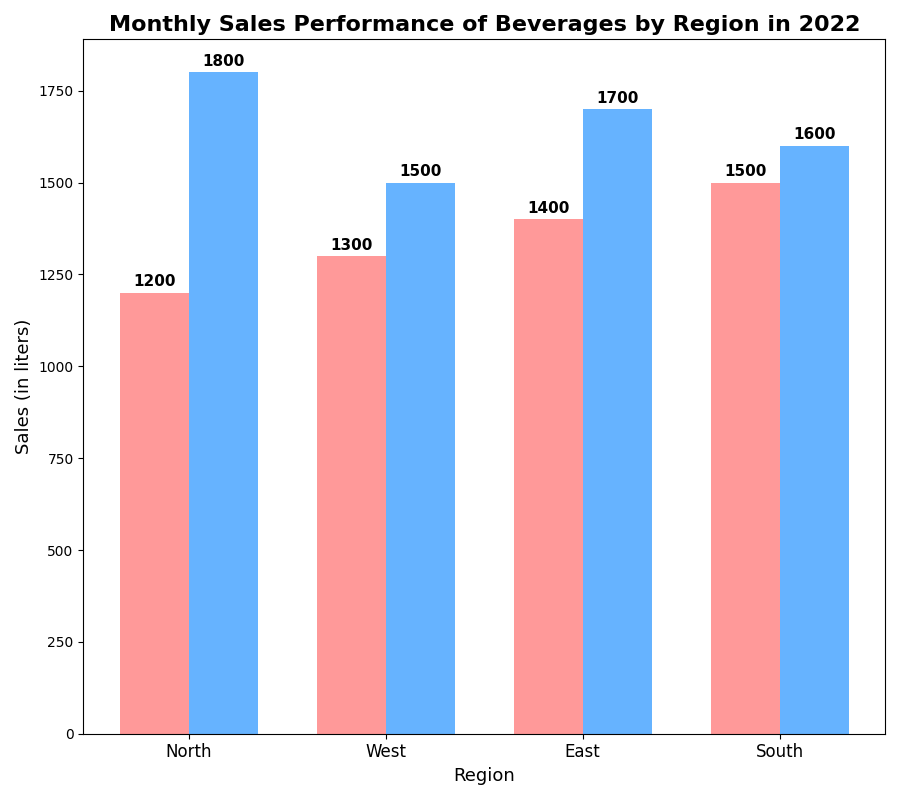 Monthly Sales Performance of Beverages by Region in 2022
Sales (in liters)
1750
1500
1250
1000
750
500
250
0
1200
1800
1300
1500
1400
1700
1500
1600
North
West
East
South
Region